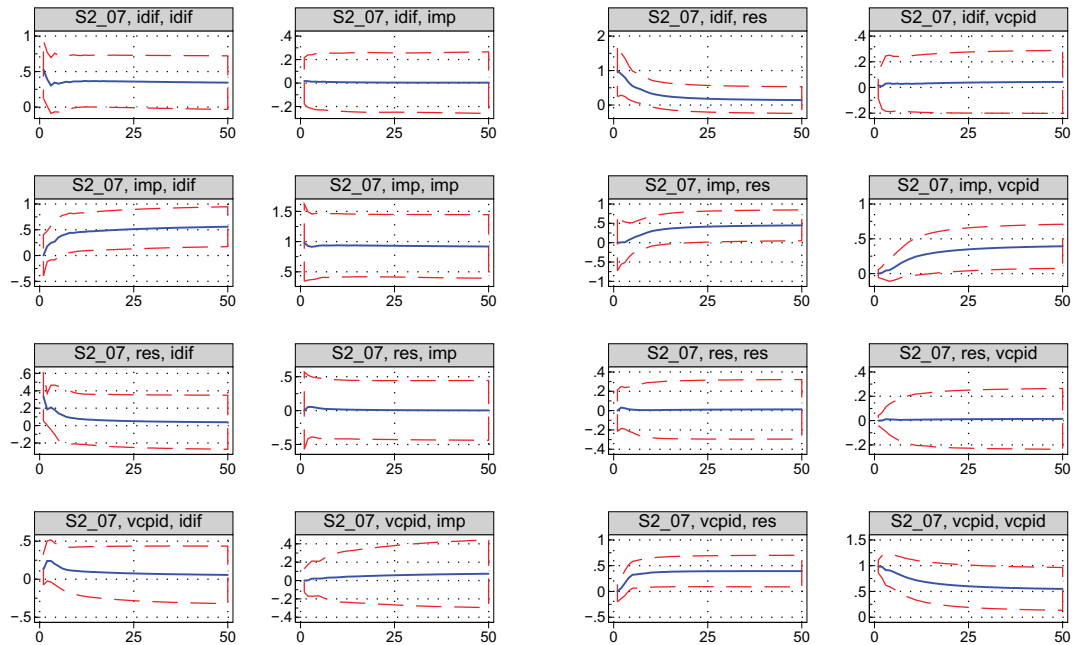 S2_07, idif, idif
1
.5
0
0 25 50
S2_07, idif, imp
.4
.2
0
−.2
0 25 50
S2_07, idif, res
2
1
0
0 25 50
S2_07, idif, vcpid
.4
.2
0
−.2
0 25 50
S2_07, imp, idif
1
.5
0
−.5
0 25 50
S2_07, imp, imp
1.5
1
.5
0 25 50
S2_07, imp, res
1
.5
0
.5
−1
0 25 50
S2_07, imp, vcpid
1
.5
0
0 25 50
S2_07, res, idif
.6
.4
.2
0
−.2
0 25 50
S2_07, res, imp
.5
0
−.5
0 25 50
S2_07, res, res
.4
.2
0
−.2
−.4
0 25 50
S2_07, res, vcpid
.4
.2
0
−.2
0 25 50
S2_07, vcpid, idif
.5
0
−.5
0 25 50
S2_07, vcpid, imp
.4
.2
0
−.2
−.4
0 25 50
S2_07, vcpid, res
1
.5
0
−.5
0 25 50
S2_07, vcpid, vcpid
1.5
1
.5
0
0 25 50